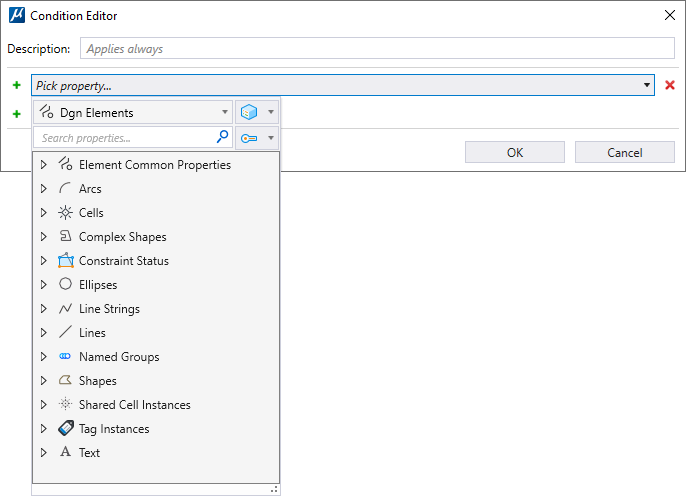 Condition Editor
Description: Applies always
Pick property...
Dgn Elements
Search properties...
Element Common Properties
Arcs
Cells
Complex Shapes
Constraint Status
Ellipses
Line Strings
Lines
Named Groups
Shapes
Shared Cell Instances
Tag Instances
A Text
OK Cancel